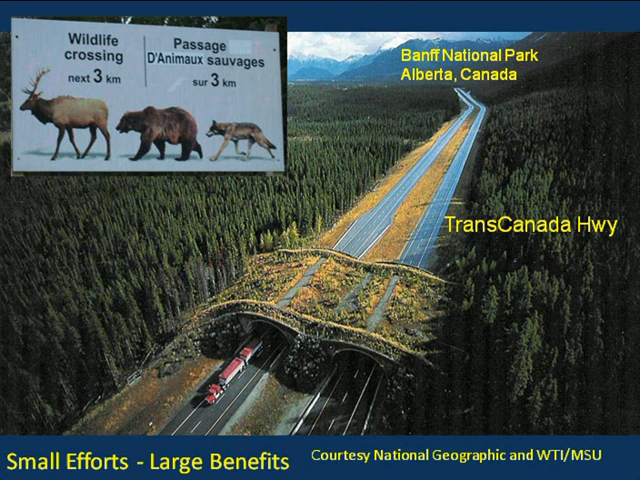 Wildlife
crossing
next 3 km
Passage
D'Animaux sauvages
sur 3 km
Banff National Park
Alberta, Canada
TransCanada Hwy
Small Efforts - Large Benefits
Courtesy National Geographic and WTI/MSU